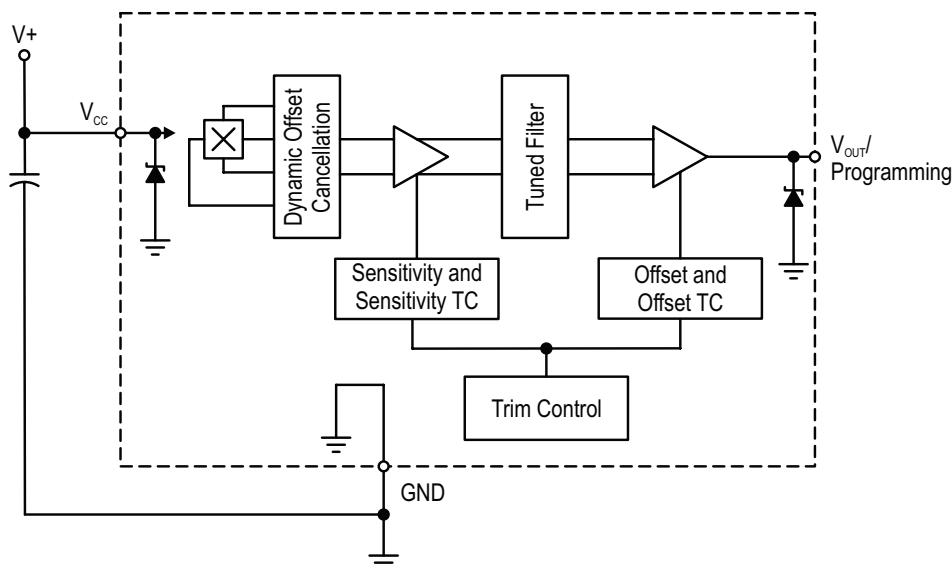 V+
VCC
Dynamic Offset
Cancellation
Tuned Filter
VOUT/
Programming
Sensitivity and
Sensitivity TC
Offset and
Offset TC
Trim Control
GND